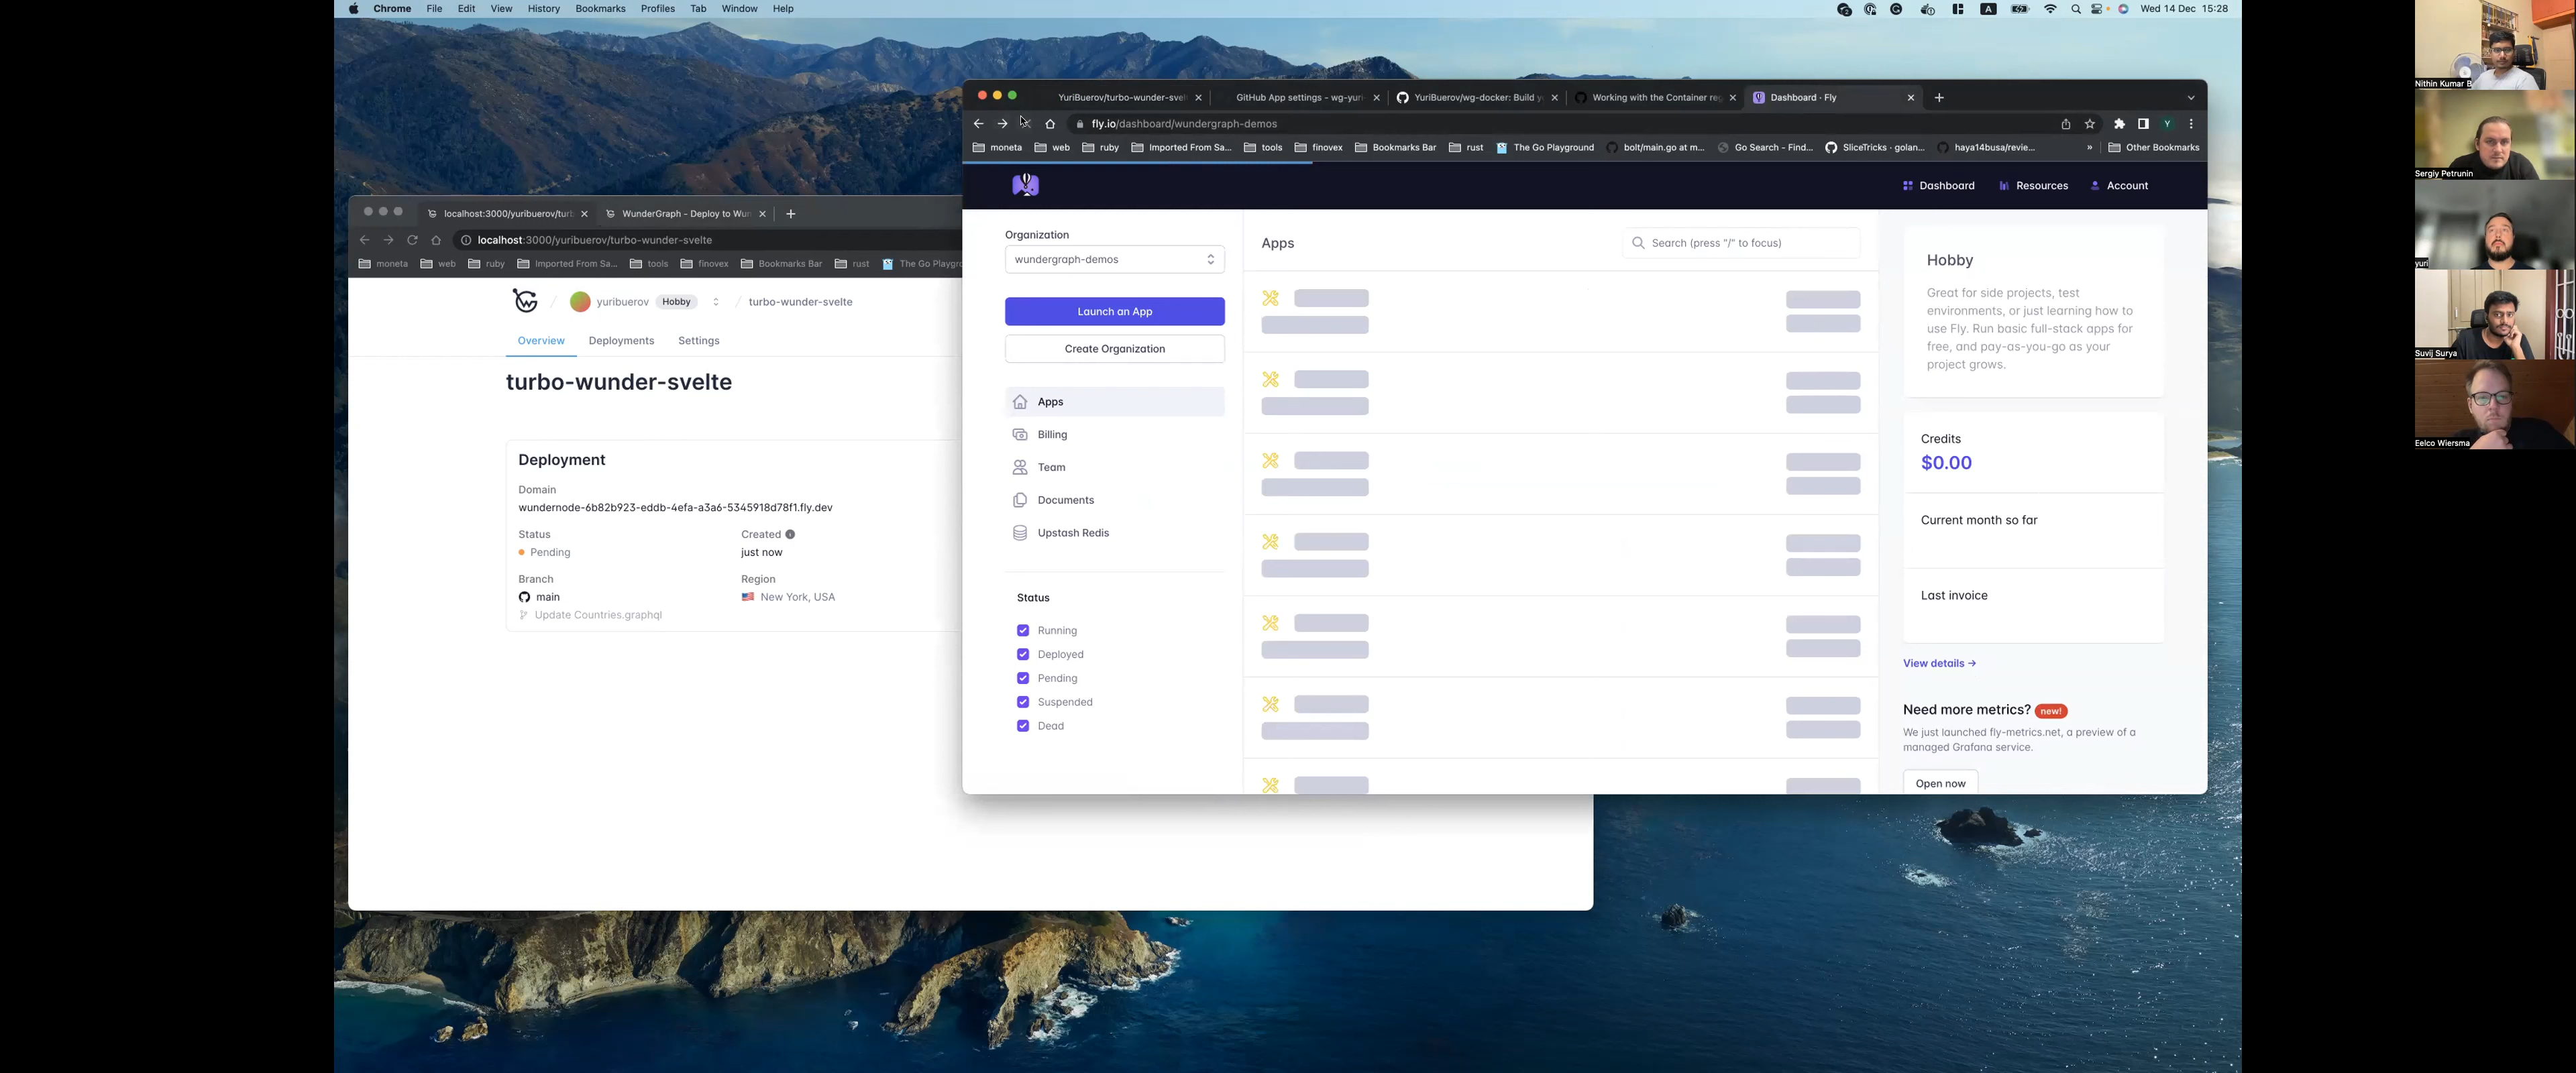 Chrome File Edit View History Bookmarks Profiles Tab Window Help
A
Wed 14 Dec 15:28
YuriBuerov/turbo-wunder-svel
GitHub App settings - wg-yuri
YuriBuerov/wg-docker: Build y
Working with the Container reg
Dashboard · Fly
fly.io/dashboard/wundergraph-demos
Y
moneta web ruby Imported From Sa... tools finovex Bookmarks Bar rust The Go Playground bolt/main.go at m... Go Search - Find... SliceTricks · golan... haya14busa/revie... » Other Bookmarks
Dashboard Resources Account
Organization
wundergraph-demos
Launch an App
Create Organization
Apps
Billing
Team
Documents
Upstash Redis
Status
Running
Deployed
Pending
Suspended
Dead
Apps
Search (press "/" to focus)
Hobby
Great for side projects, test
environments, or just learning how to
use Fly. Run basic full-stack apps for
free, and pay-as-you-go as your
project grows.
Credits
$0.00
Current month so far
Last invoice
View details →
Need more metrics? new!
We just launched fly-metrics.net, a preview of a
managed Grafana service.
Open now
localhost:3000/yuribuerov/turb
WunderGraph - Deploy to Wun
localhost:3000/yuribuerov/turbo-wunder-svelte
moneta web ruby Imported From Sa... tools finovex Bookmarks Bar rust The Go Playgro
/ yuribuerov Hobby / turbo-wunder-svelte
Overview Deployments Settings
turbo-wunder-svelte
Deployment
Domain
wundernode-6b82b923-eddb-4efa-a3a6-5345918d78f1.fly.dev
Status Created
Pending just now
Branch Region
main New York, USA
Update Countries.graphql
Nithin Kumar B
Sergiy Petrunin
yuri
Suvij Surya
Eelco Wiersma